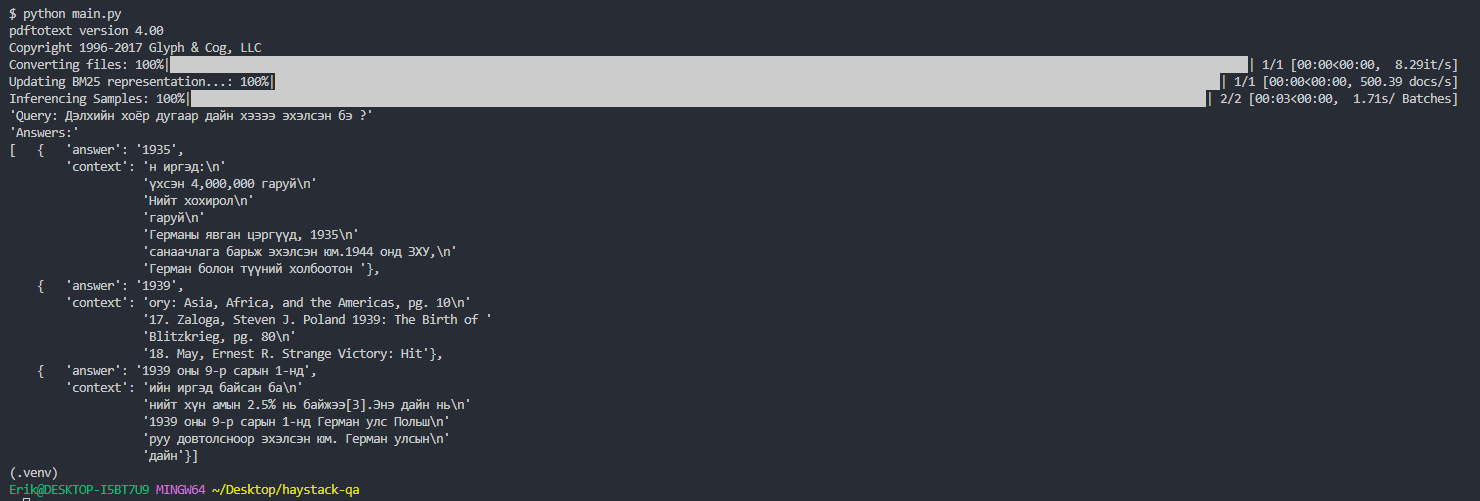 $ python main.py
pdftotext version 4.00
Copyright 1996-2017 Glyph & Cog, LLC
Converting files: 100%| | 1/1 [00:00<00:00,  8.29it/s]
Updating BM25 representation...: 100%| | 1/1 [00:00<00:00, 500.39 docs/s]
Inferencing Samples: 100%| | 2/2 [00:03<00:00,  1.71s/ Batches]
'Query: Дэлхийн хоёр дугаар дайн хэзээ эхэлсэн бэ ?'
'Answers:'
[   {   'answer': '1935',
        'context': 'н иргэд:\n'
                   'үхсэн 4,000,000 гаруй\n'
                   'Нийт хохирол\n'
                   'гаруй\n'
                   'Германы явган цэргүүд, 1935\n'
                   'санаачлага барьж эхэлсэн юм.1944 онд ЗХУ,\n'
                   'Герман болон түүний холбоотон '},
    {   'answer': '1939',
        'context': 'ory: Asia, Africa, and the Americas, pg. 10\n'
                   '17. Zaloga, Steven J. Poland 1939: The Birth of '
                   'Blitzkrieg, pg. 80\n'
                   '18. May, Ernest R. Strange Victory: Hit'},
    {   'answer': '1939 оны 9-р сарын 1-нд',
        'context': 'ийн иргэд байсан ба\n'
                   'нийт хүн амын 2.5% нь байжээ[3].Энэ дайн нь\n'
                   '1939 оны 9-р сарын 1-нд Герман улс Польш\n'
                   'руу довтолсноор эхэлсэн юм. Герман улсын\n'
                   'дайн'}]
(.venv)
Erik@DESKTOP-I5BT7U9 MINGW64 ~/Desktop/haystack-qa